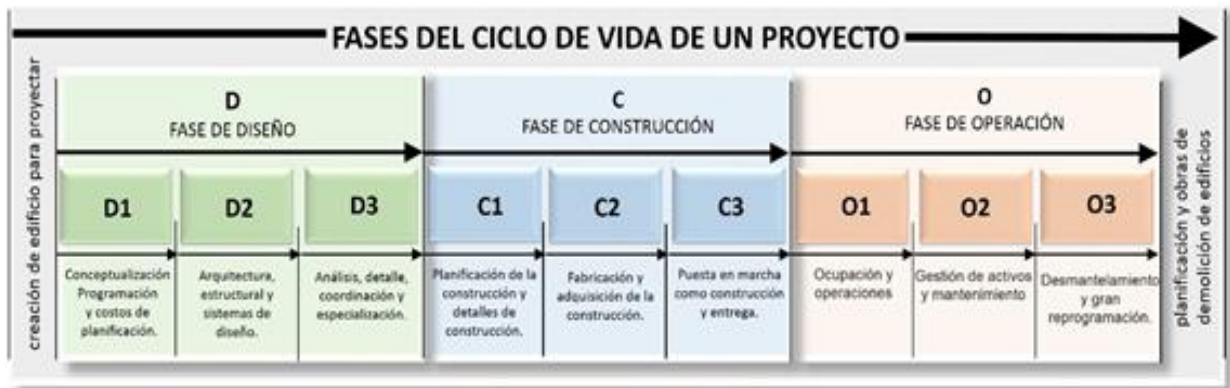 FASES DEL CICLO DE VIDA DE UN PROYECTO
creación de edificio para proyectar
D
FASE DE DISEÑO
C
FASE DE CONSTRUCCIÓN
O
FASE DE OPERACIÓN
D1
D2
D3
C1
C2
C3
O1
O2
O3
Conceptualización
Programación
y costos de
planificación.
Arquitectura,
estructural y
sistemas de
diseño.
Análisis, detalle,
coordinación y
especialización.
Planificación de la
construcción y
detalles de
construcción.
Fabricación y
adquisición de la
construcción.
Puesta en marcha
como construcción
y entrega.
Ocupación y
operaciones
Gestión de activos
y mantenimiento
Desmantelamiento
y gran
reprogramación.
planificación y obras de
demolición de edificios